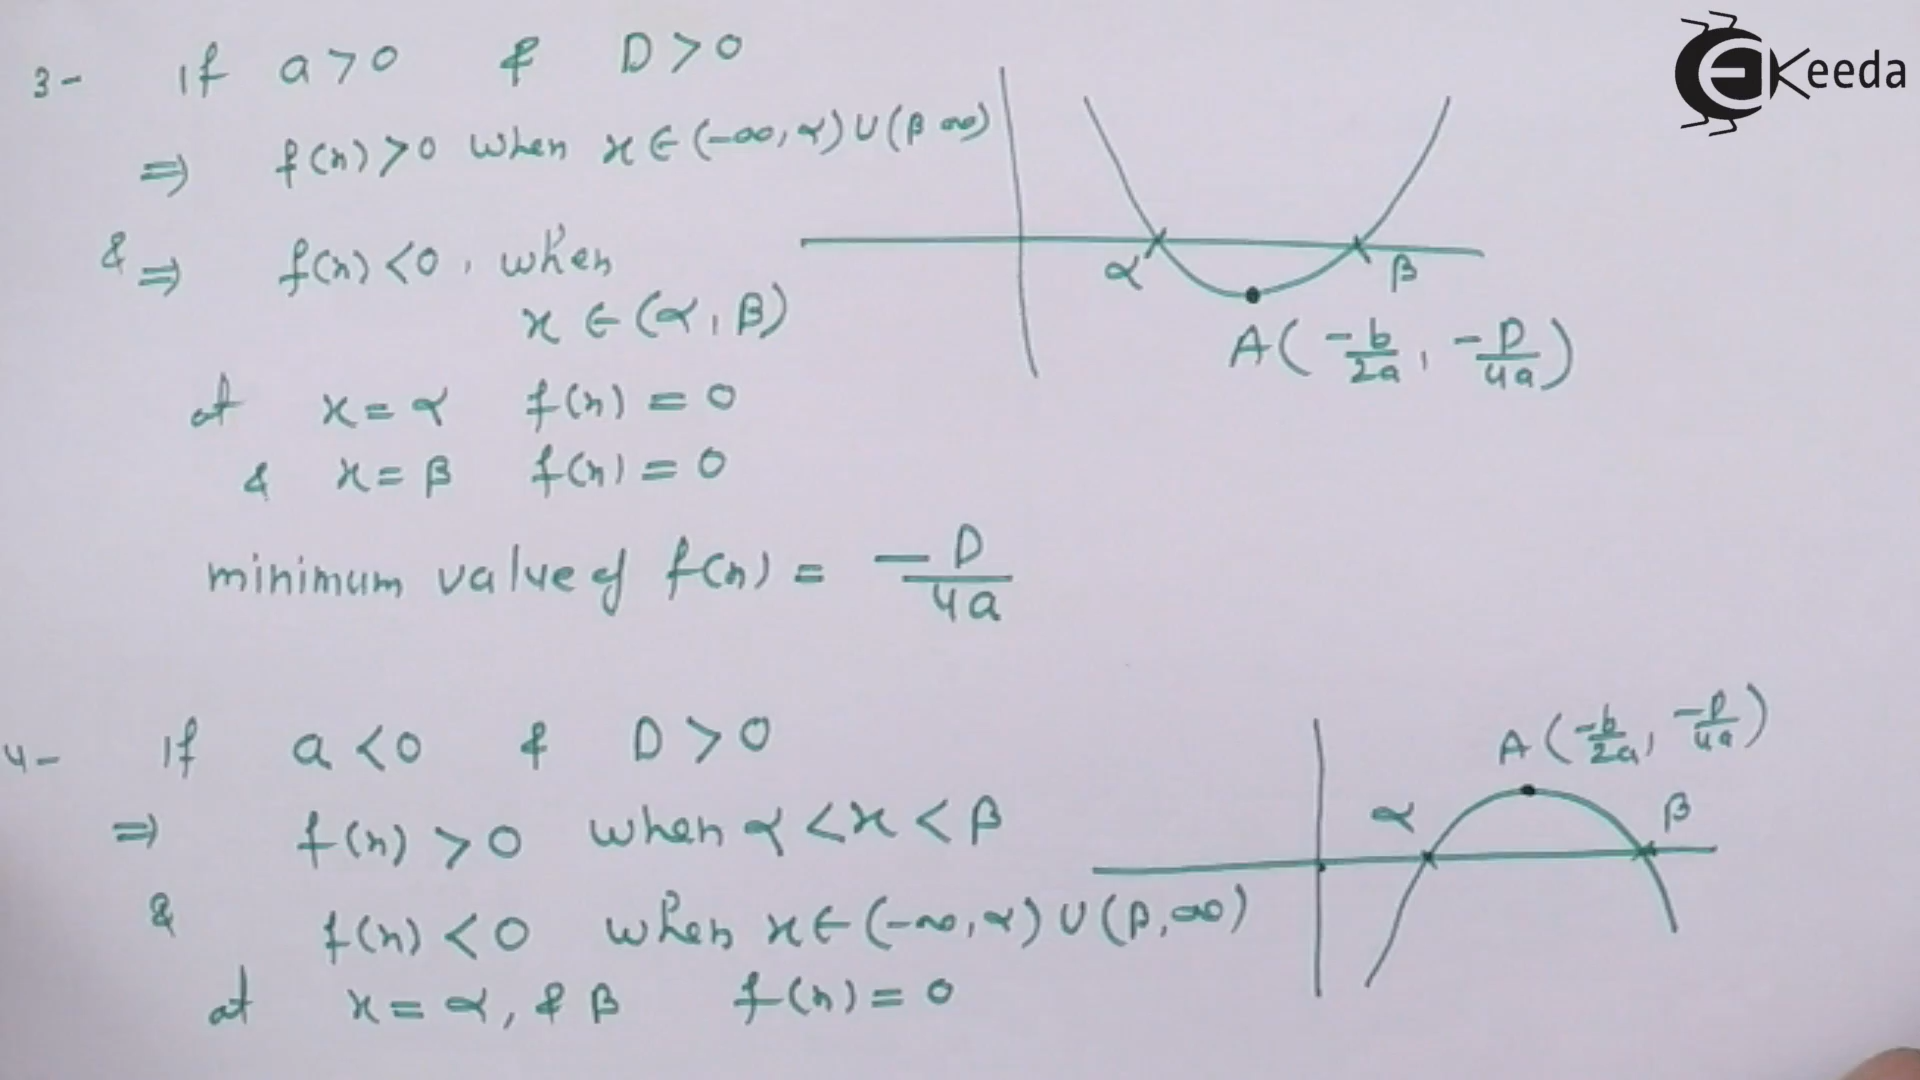 EKeeda
3- If a>0 & D>0
⇒ f(x)>0 when x∈(-∞,α)∪(β ∞)
& ⇒ f(x)<0, when
x∈(α,β)
at x=α f(x)=0
& x=β f(x)=0
minimum value of f(x) = -D/4a
α β
A(-b/2a, -D/4a)
4- If a<0 & D>0
⇒ f(x)>0 when α<x<β
& f(x)<0 when x∈(-∞,α)∪(β,∞)
at x=α, & β f(x)=0
A(-b/2a, -D/4a)
α β